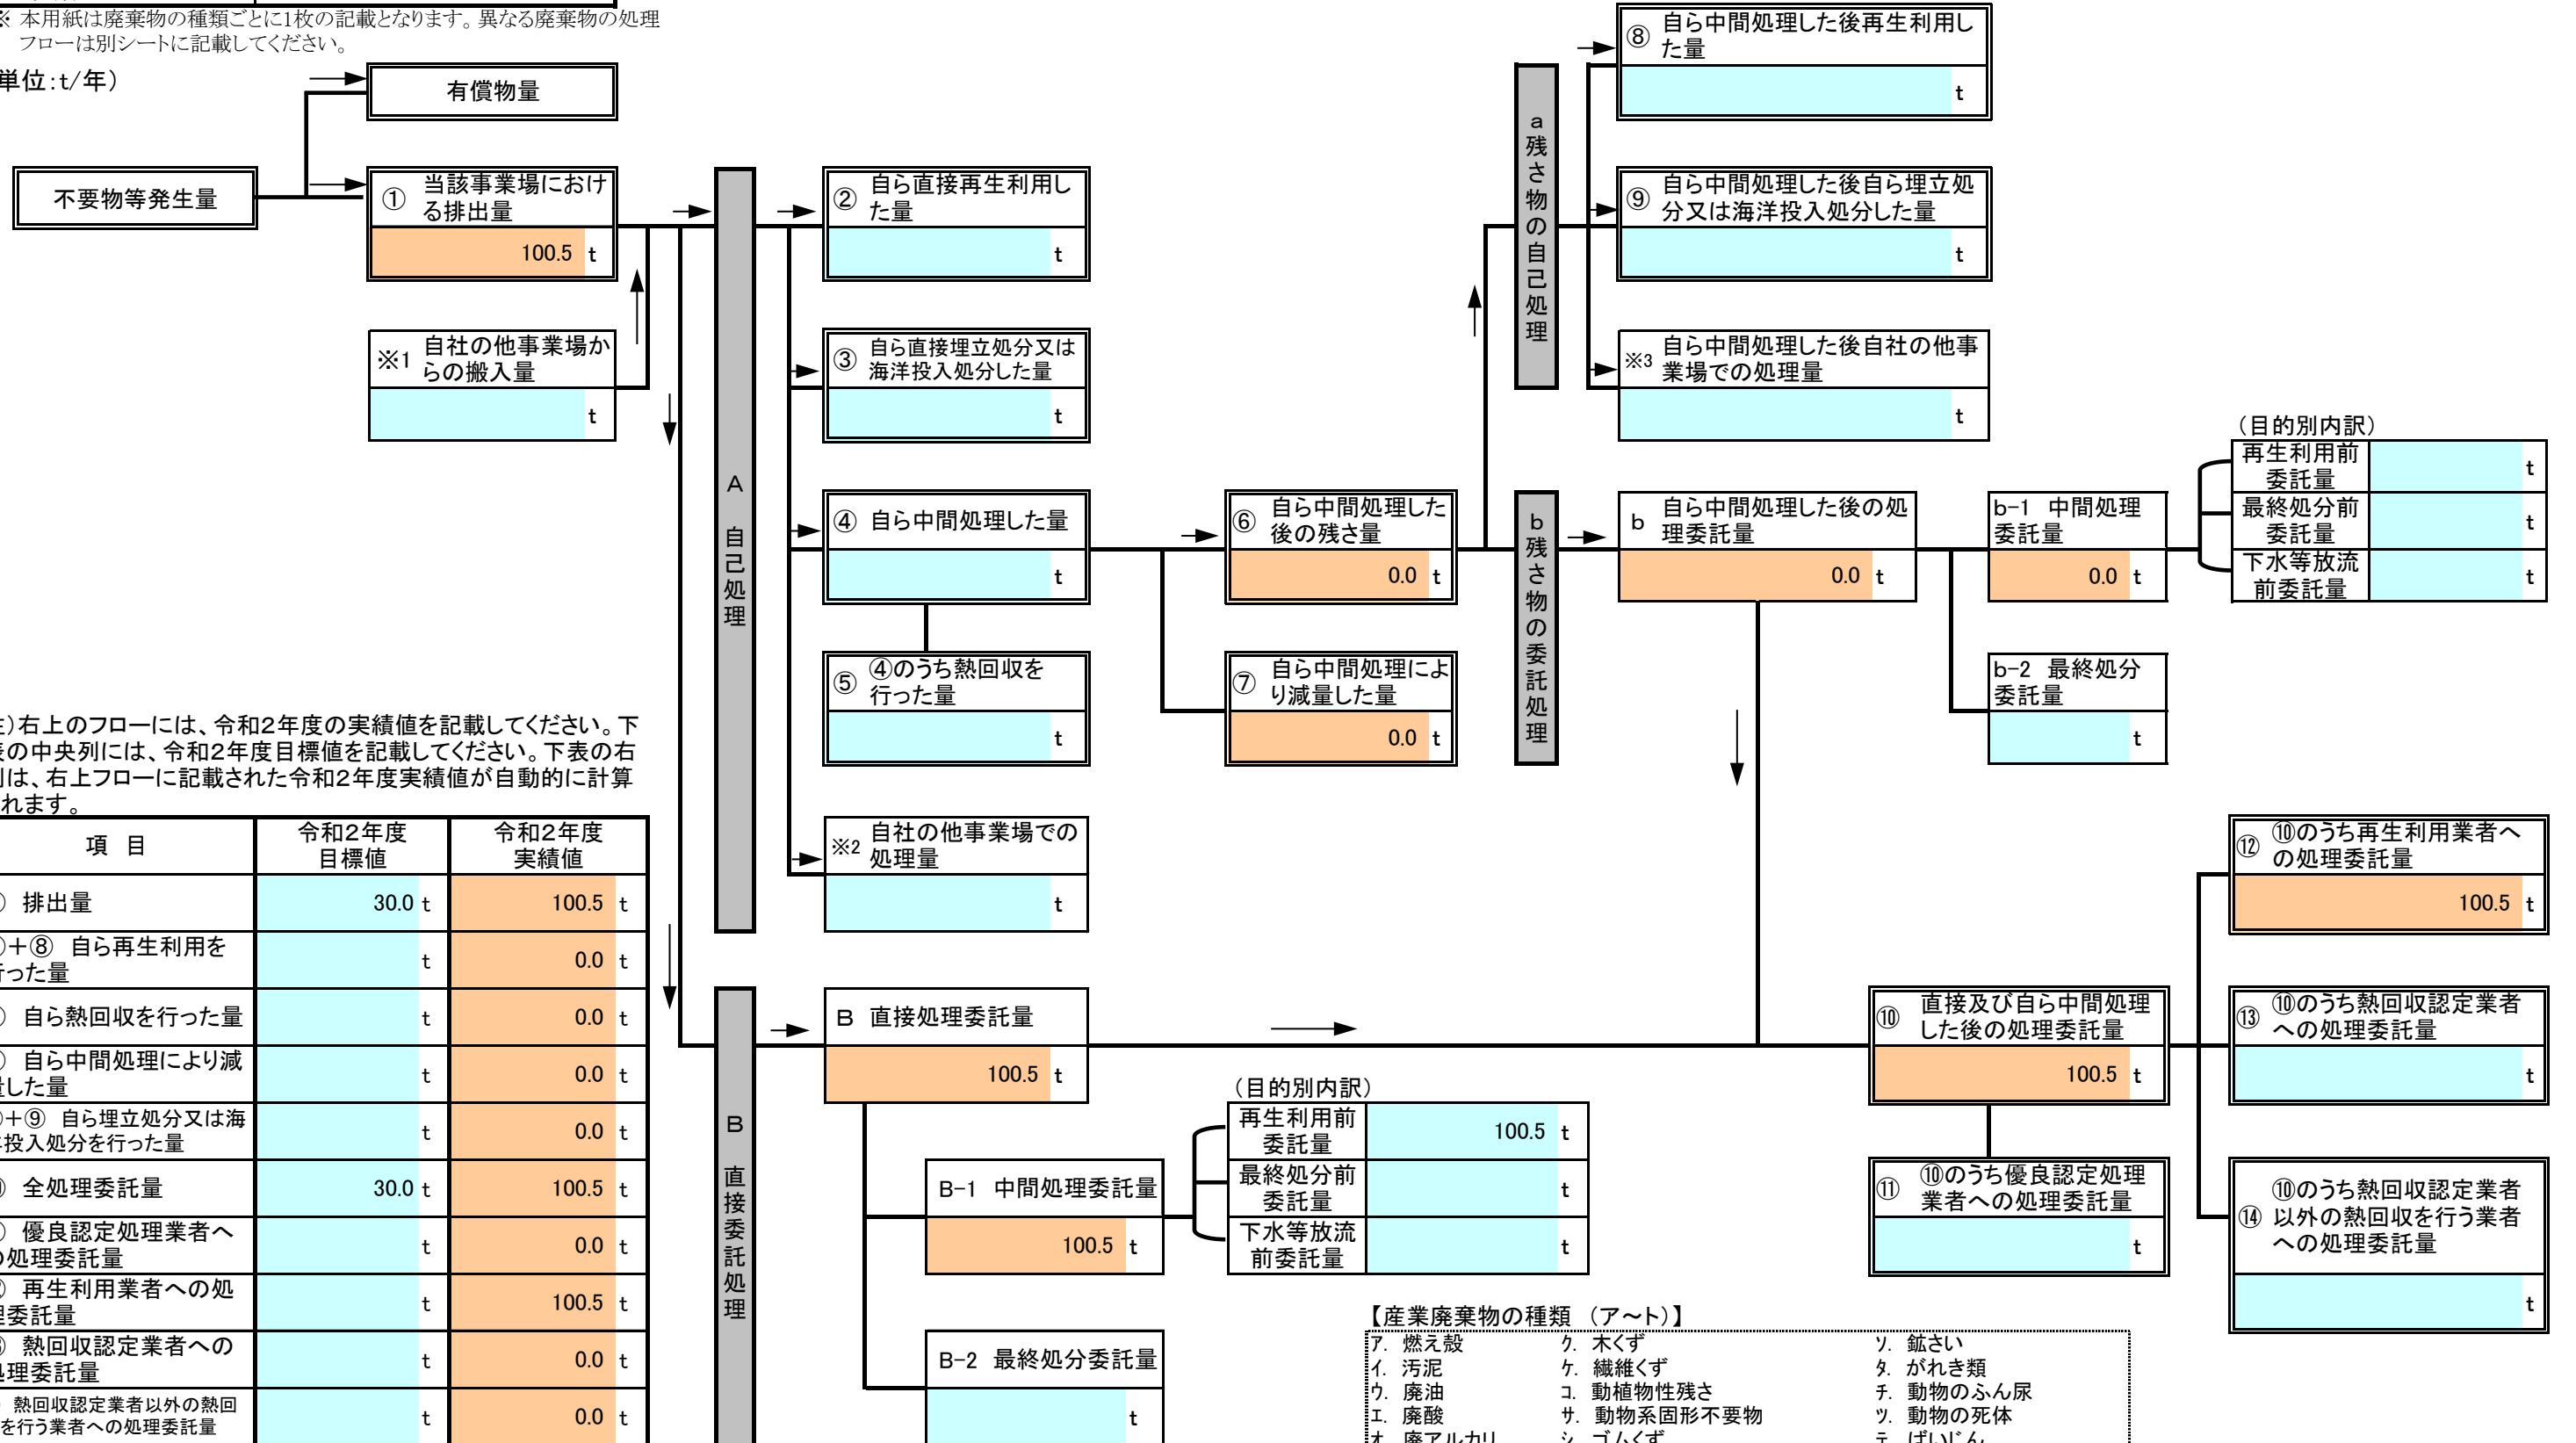 ※ 本用紙は廃棄物の種類ごとに1枚の記載となります。異なる廃棄物の処理
フローは別シートに記載してください。
単位:t/年)
有償物量
不要物等発生量
① 当該事業場におけ
る排出量
100.5 t
※1 自社の他事業場か
らの搬入量
t
A 自己処理
② 自ら直接再生利用し
た量
t
③ 自ら直接埋立処分又は
海洋投入処分した量
t
④ 自ら中間処理した量
t
⑤ ④のうち熱回収を
行った量
t
※2 自社の他事業場での
処理量
t
⑥ 自ら中間処理した
後の残さ量
0.0 t
⑦ 自ら中間処理によ
り減量した量
0.0 t
a 残さ物の自己処理
⑧ 自ら中間処理した後再生利用し
た量
t
⑨ 自ら中間処理した後自ら埋立処
分又は海洋投入処分した量
t
※3 自ら中間処理した後自社の他事
業場での処理量
t
b 残さ物の委託処理
b 自ら中間処理した後の処
理委託量
0.0 t
b-1 中間処理
委託量
0.0 t
b-2 最終処分
委託量
t
(目的別内訳)
再生利用前
委託量 t
最終処分前
委託量 t
下水等放流
前委託量 t
)右上のフローには、令和2年度の実績値を記載してください。下
の中央列には、令和2年度目標値を記載してください。下表の右
は、右上フローに記載された令和2年度実績値が自動的に計算
れます。
項 目 令和2年度
目標値 令和2年度
実績値
排出量 30.0 t 100.5 t
+⑧ 自ら再生利用を
行った量 t 0.0 t
自ら熱回収を行った量 t 0.0 t
自ら中間処理により減
量した量 t 0.0 t
+⑨ 自ら埋立処分又は海
洋投入処分を行った量 t 0.0 t
全処理委託量 30.0 t 100.5 t
優良認定処理業者へ
の処理委託量 t 0.0 t
再生利用業者への処
理委託量 t 100.5 t
熱回収認定業者への
処理委託量 t 0.0 t
熱回収認定業者以外の熱回
を行う業者への処理委託量 t 0.0 t
B 直接委託処理
B 直接処理委託量
100.5 t
B-1 中間処理委託量
100.5 t
B-2 最終処分委託量
t
(目的別内訳)
再生利用前
委託量 100.5 t
最終処分前
委託量 t
下水等放流
前委託量 t
⑩ 直接及び自ら中間処理
した後の処理委託量
100.5 t
⑪ ⑩のうち優良認定処理
業者への処理委託量
t
⑫ ⑩のうち再生利用業者へ
の処理委託量
100.5 t
⑬ ⑩のうち熱回収認定業者
への処理委託量
t
⑭ ⑩のうち熱回収認定業者
以外の熱回収を行う業者
への処理委託量
t
【産業廃棄物の種類 (ア～ト)】
ア. 燃え殻 ク. 木くず ソ. 鉱さい
イ. 汚泥 ケ. 繊維くず タ. がれき類
ウ. 廃油 コ. 動植物性残さ チ. 動物のふん尿
エ. 廃酸 サ. 動物系固形不要物 ツ. 動物の死体
オ. 廃アルカリ シ. ゴムくず テ. ばいじん